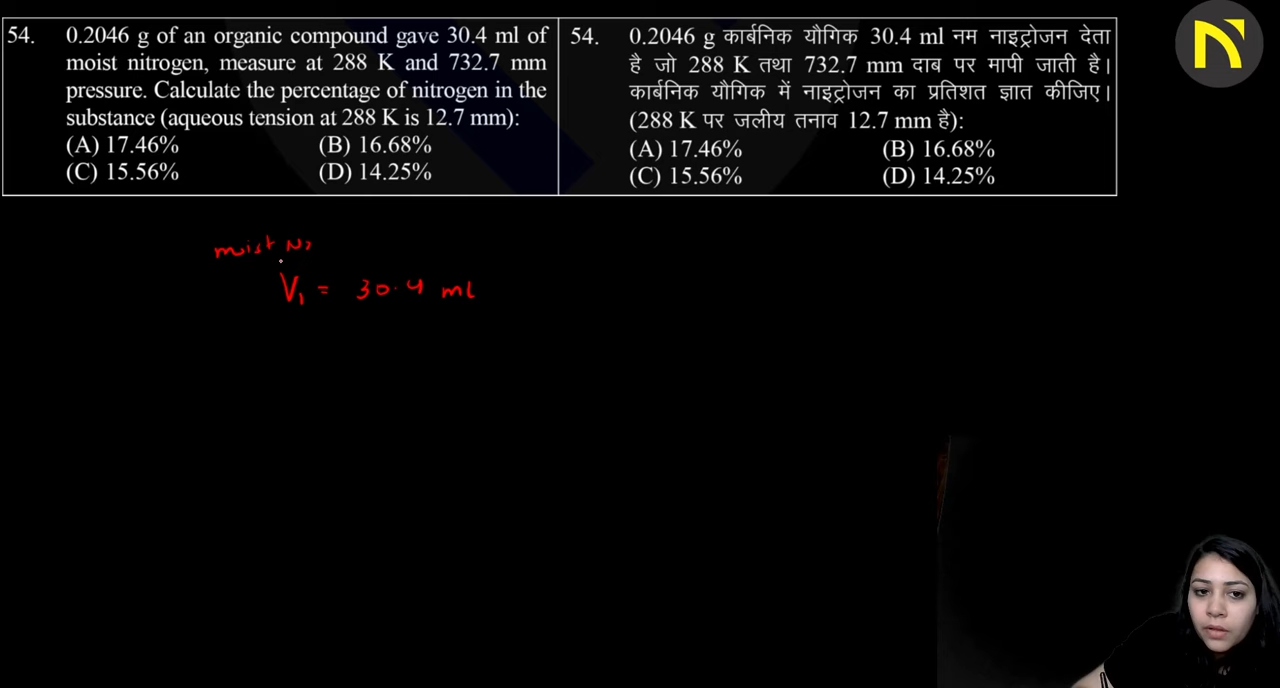 54. 0.2046 g of an organic compound gave 30.4 ml of
moist nitrogen, measure at 288 K and 732.7 mm
pressure. Calculate the percentage of nitrogen in the
substance (aqueous tension at 288 K is 12.7 mm):
(A) 17.46% (B) 16.68%
(C) 15.56% (D) 14.25%
54. 0.2046 g कार्बनिक यौगिक 30.4 ml नम नाइट्रोजन देता
है जो 288 K तथा 732.7 mm दाब पर मापी जाती है।
कार्बनिक यौगिक में नाइट्रोजन का प्रतिशत ज्ञात कीजिए।
(288 K पर जलीय तनाव 12.7 mm है):
(A) 17.46% (B) 16.68%
(C) 15.56% (D) 14.25%
moist N₂
V₁ = 30.4 ml